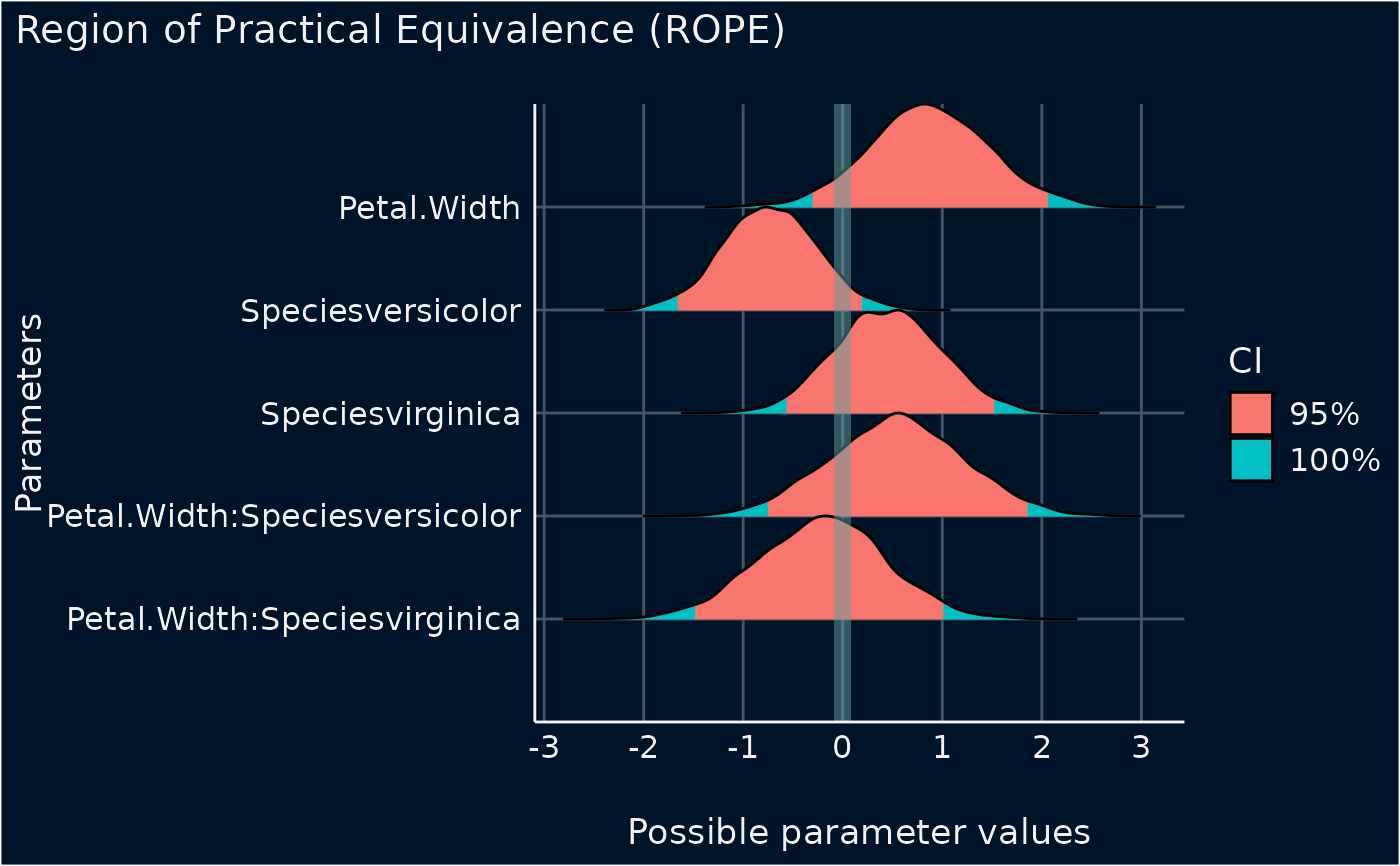 Region of Practical Equivalence (ROPE)
Parameters
Petal.Width
Speciesversicolor
Speciesvirginica
Petal.Width:Speciesversicolor
Petal.Width:Speciesvirginica
-3 -2 -1 0 1 2 3
Possible parameter values
CI
95%
100%